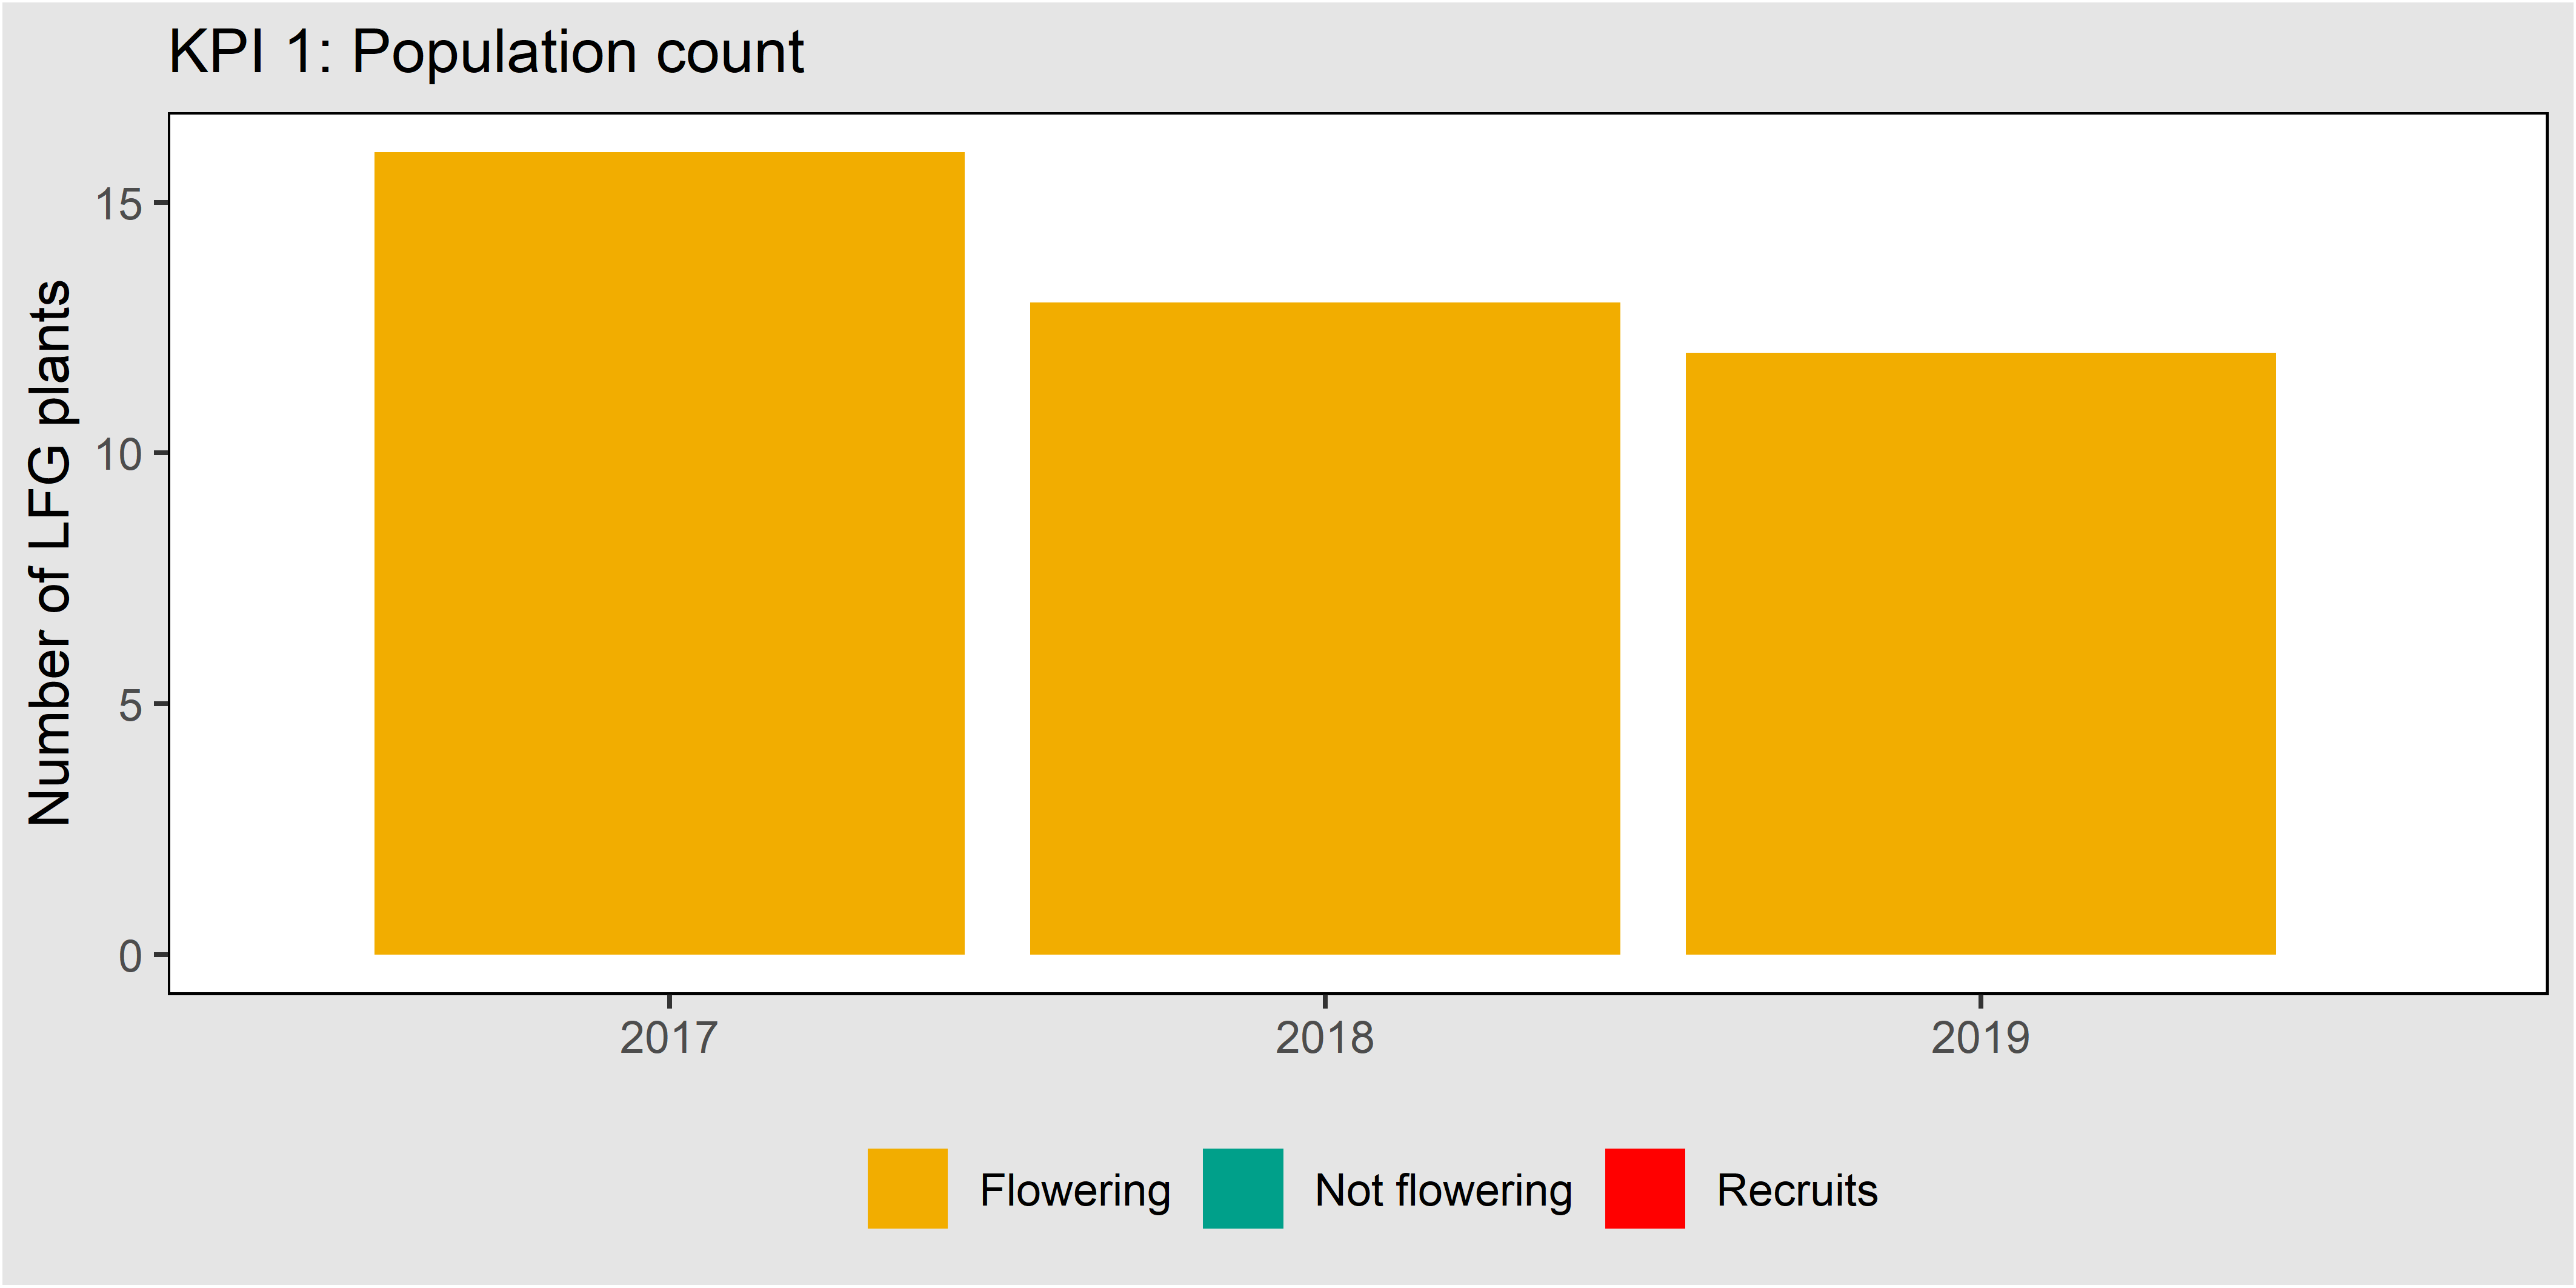 KPI 1: Population count
Number of LFG plants
15
10
5
0
2017 2018 2019
Flowering Not flowering Recruits